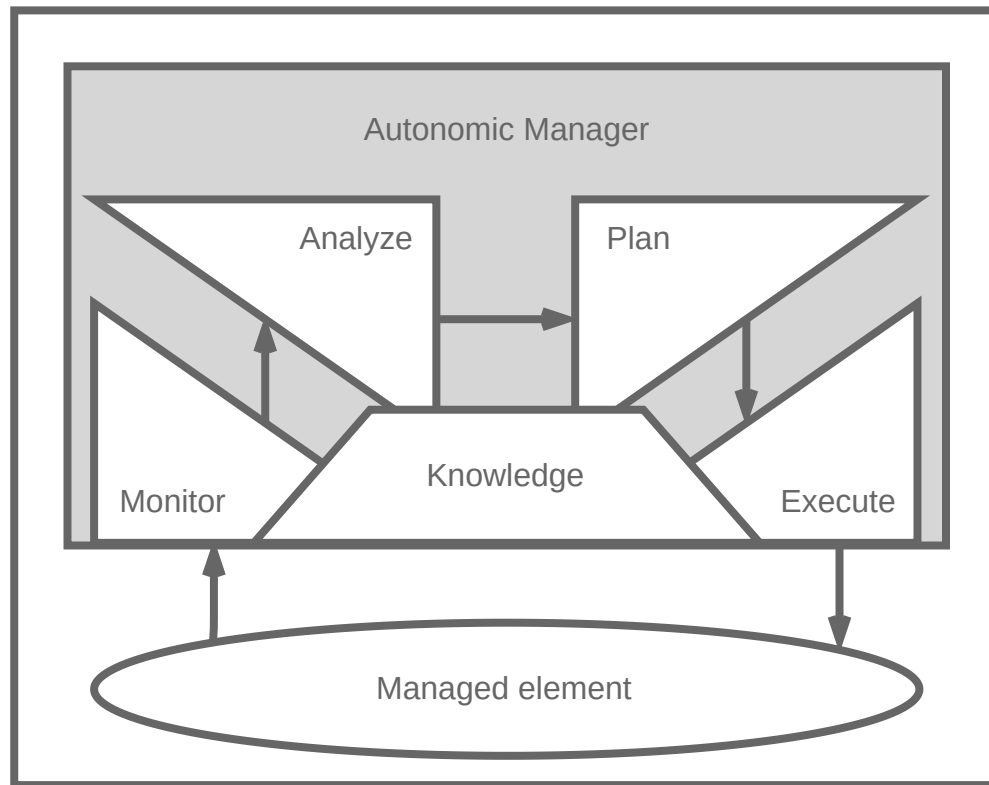 Autonomic Manager
Analyze
Plan
Monitor
Knowledge
Execute
Managed element